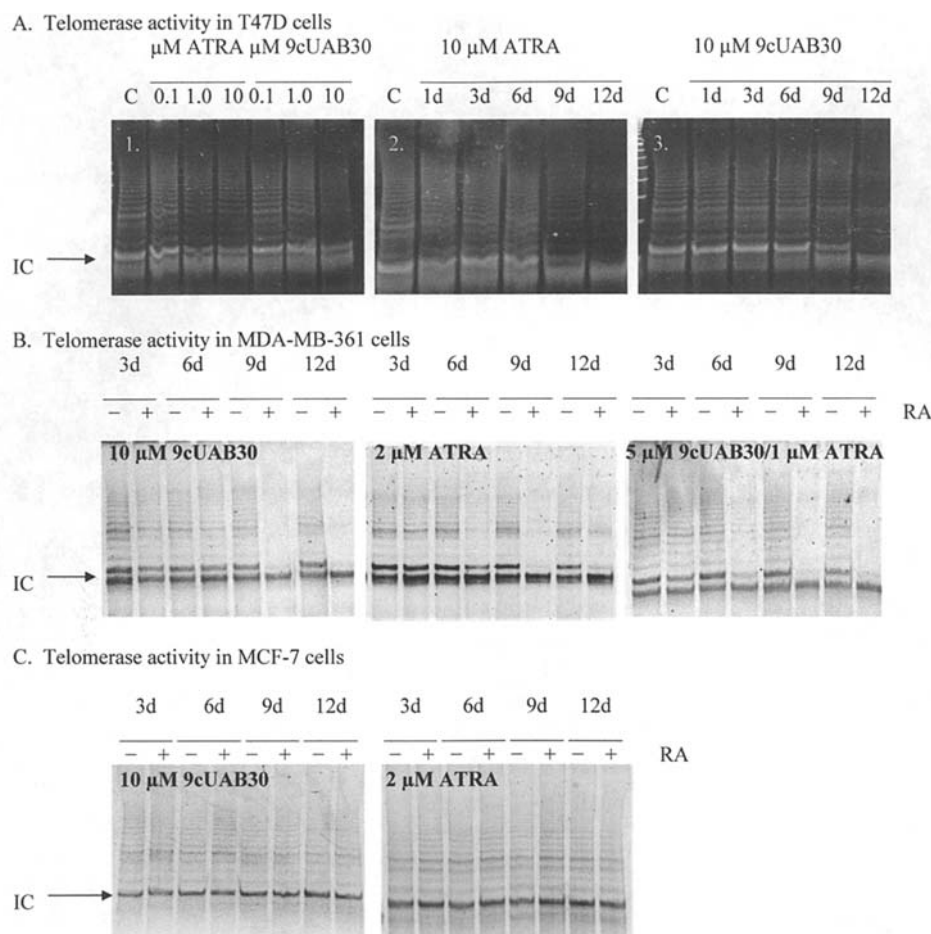 A. Telomerase activity in T47D cells
µM ATRA µM 9cUAB30 10 µM ATRA 10 µM 9cUAB30
C 0.1 1.0 10 0.1 1.0 10 C 1d 3d 6d 9d 12d C 1d 3d 6d 9d 12d
1. 2. 3.
IC
B. Telomerase activity in MDA-MB-361 cells
3d 6d 9d 12d 3d 6d 9d 12d 3d 6d 9d 12d
– + – + – + – + – + – + – + – + – + – + – + – + RA
10 µM 9cUAB30 2 µM ATRA 5 µM 9cUAB30/1 µM ATRA
IC
C. Telomerase activity in MCF-7 cells
3d 6d 9d 12d 3d 6d 9d 12d
– + – + – + – + – + – + – + – + RA
10 µM 9cUAB30 2 µM ATRA
IC